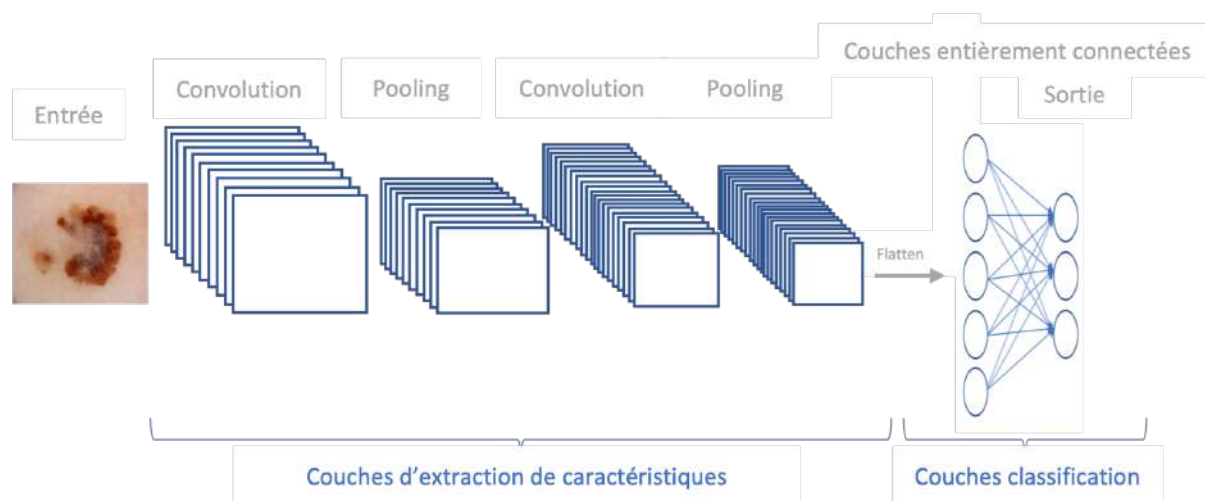 Couches entièrement connectées
Convolution
Pooling
Convolution
Pooling
Sortie
Entrée
Flatten
Couches d’extraction de caractéristiques
Couches classification